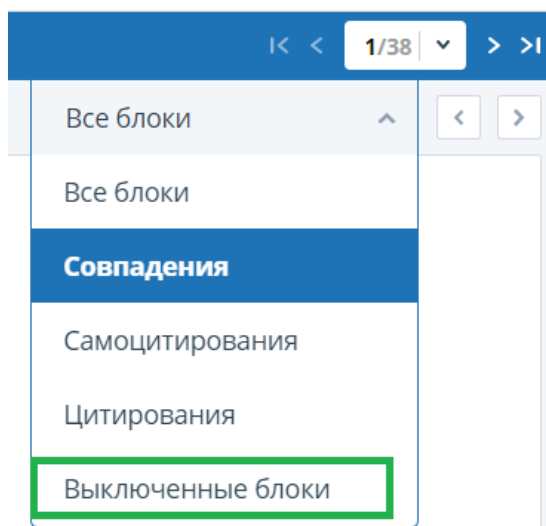 1/38
Все блоки
Все блоки
Совпадения
Самоцитирования
Цитирования
Выключенные блоки